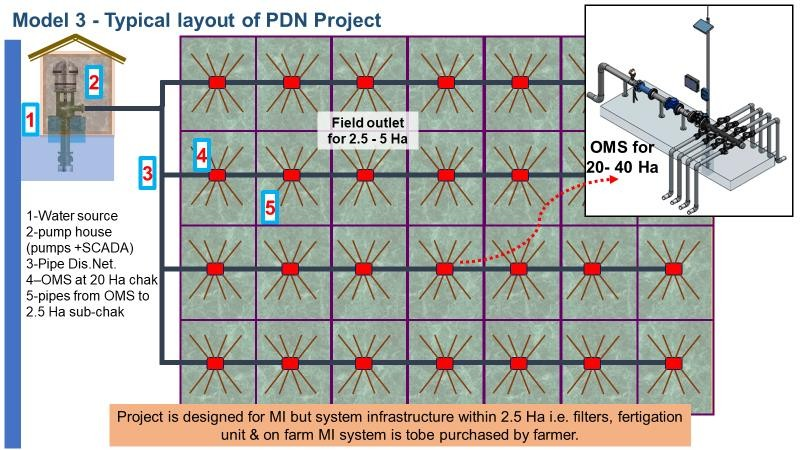 Model 3 - Typical layout of PDN Project
2
1
3
4
5
Field outlet
for 2.5 - 5 Ha
OMS for
20- 40 Ha
1-Water source
2-pump house
(pumps +SCADA)
3-Pipe Dis.Net.
4–OMS at 20 Ha chak
5-pipes from OMS to
2.5 Ha sub-chak
Project is designed for MI but system infrastructure within 2.5 Ha i.e. filters, fertigation
unit & on farm MI system is tobe purchased by farmer.